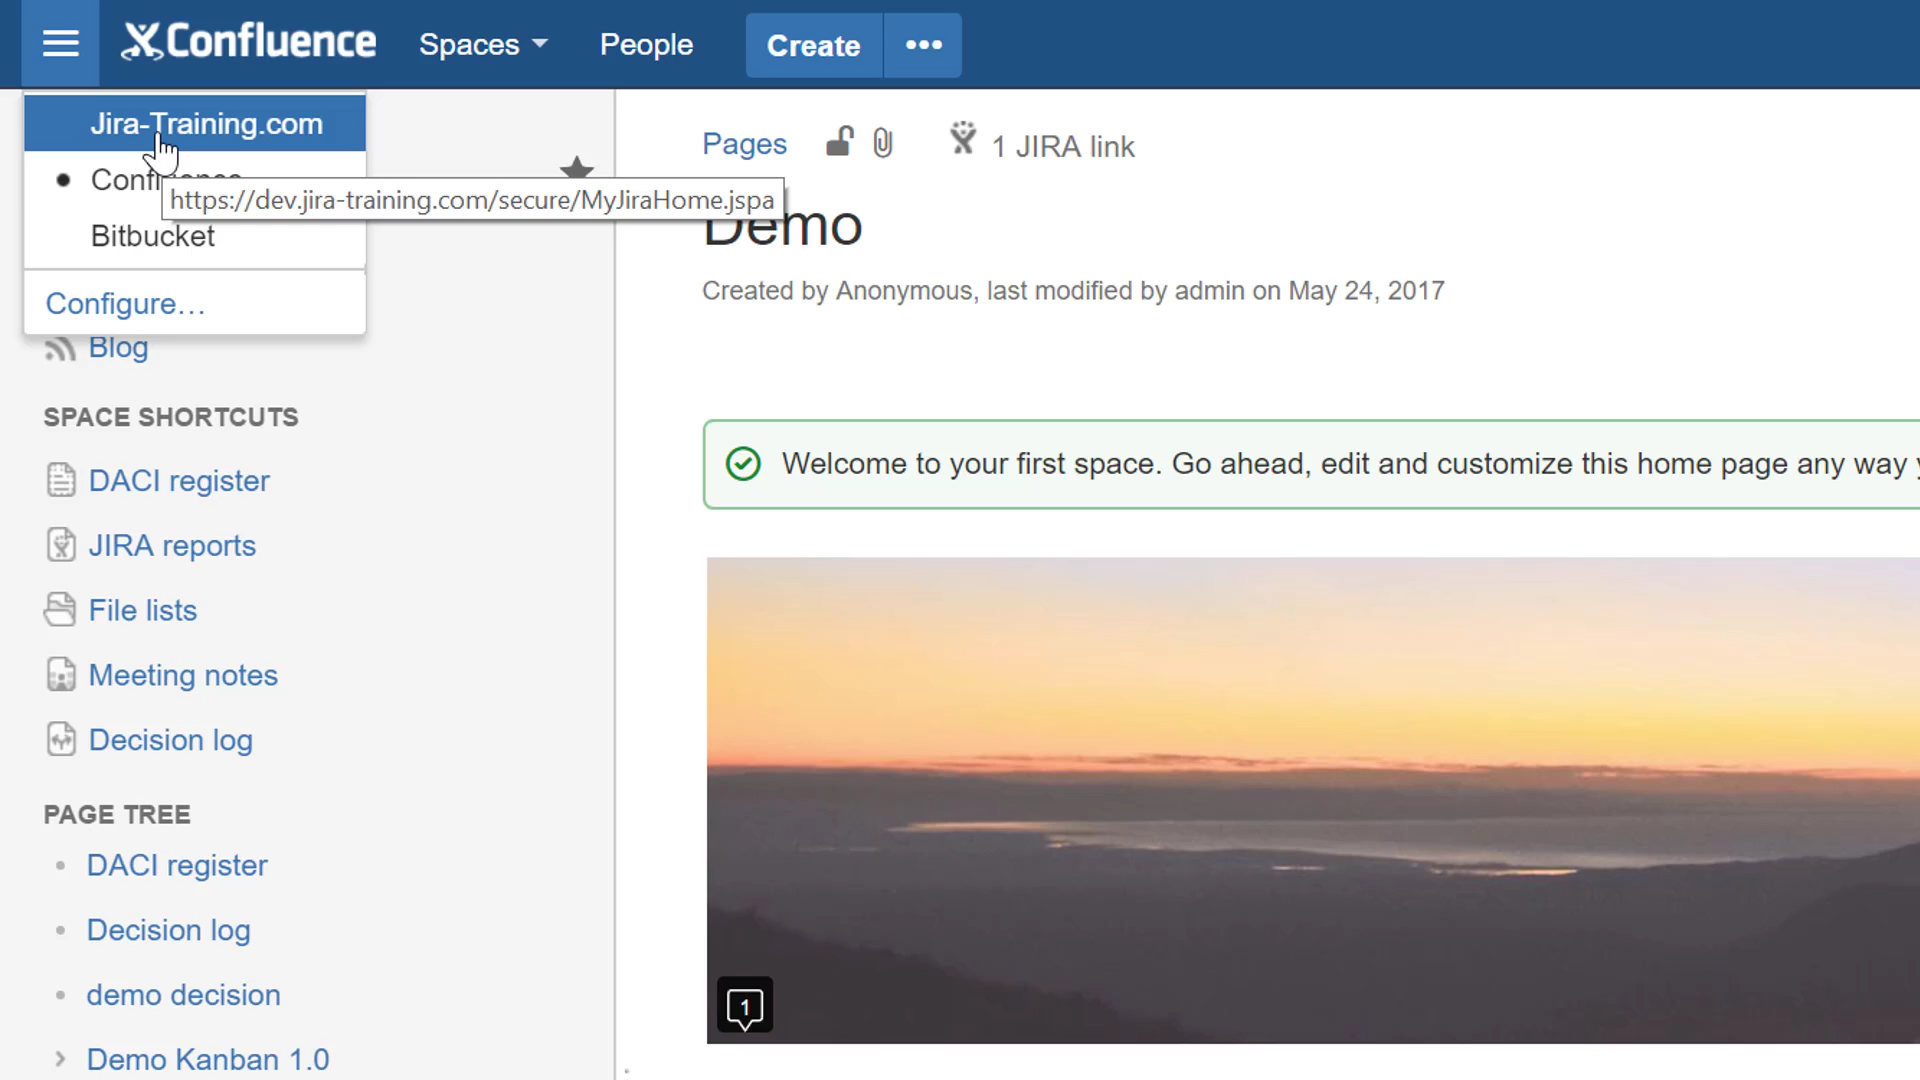 Confluence Spaces People Create •••
Jira-Training.com
https://dev.jira-training.com/secure/MyJiraHome.jspa
Bitbucket
Configure…
Blog
SPACE SHORTCUTS
DACI register
JIRA reports
File lists
Meeting notes
Decision log
PAGE TREE
DACI register
Decision log
demo decision
Demo Kanban 1.0
Pages 1 JIRA link
Demo
Created by Anonymous, last modified by admin on May 24, 2017
Welcome to your first space. Go ahead, edit and customize this home page any way
1